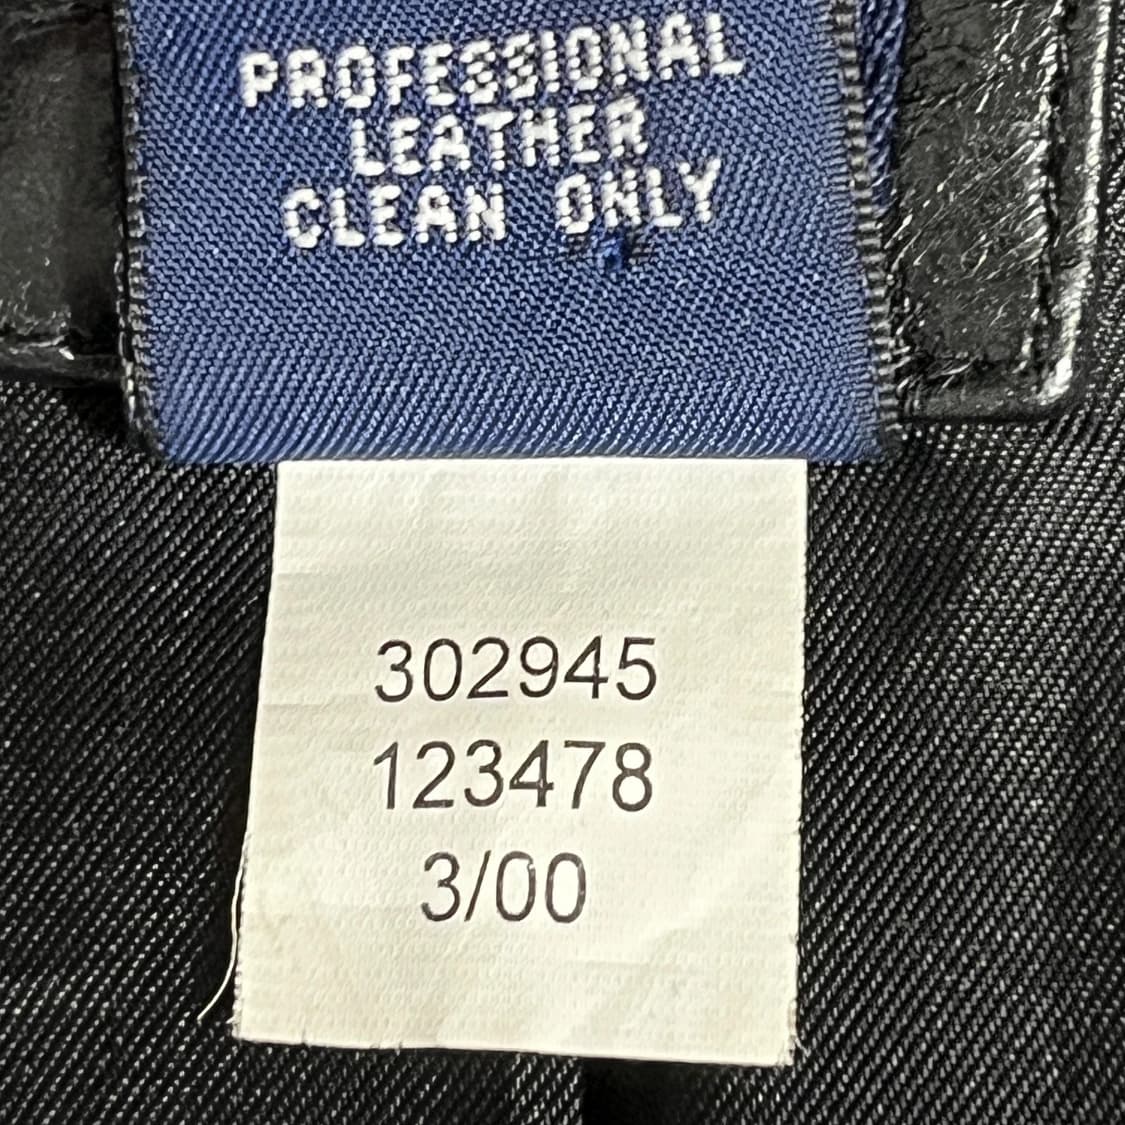 PROFESSIONAL
LEATHER
CLEAN ONLY
302945
123478
3/00